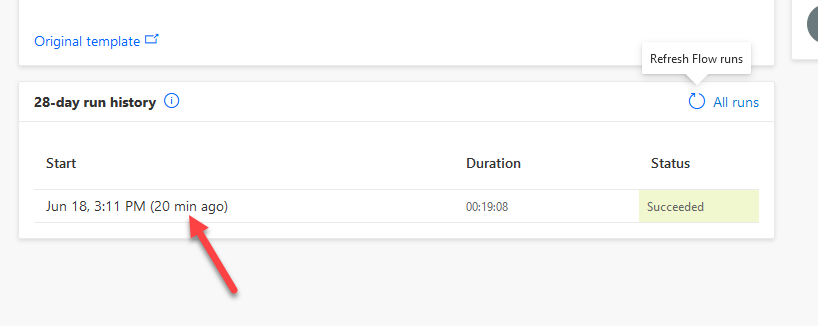 Original template
Refresh Flow runs
28-day run history
All runs
Start Duration Status
Jun 18, 3:11 PM (20 min ago) 00:19:08 Succeeded